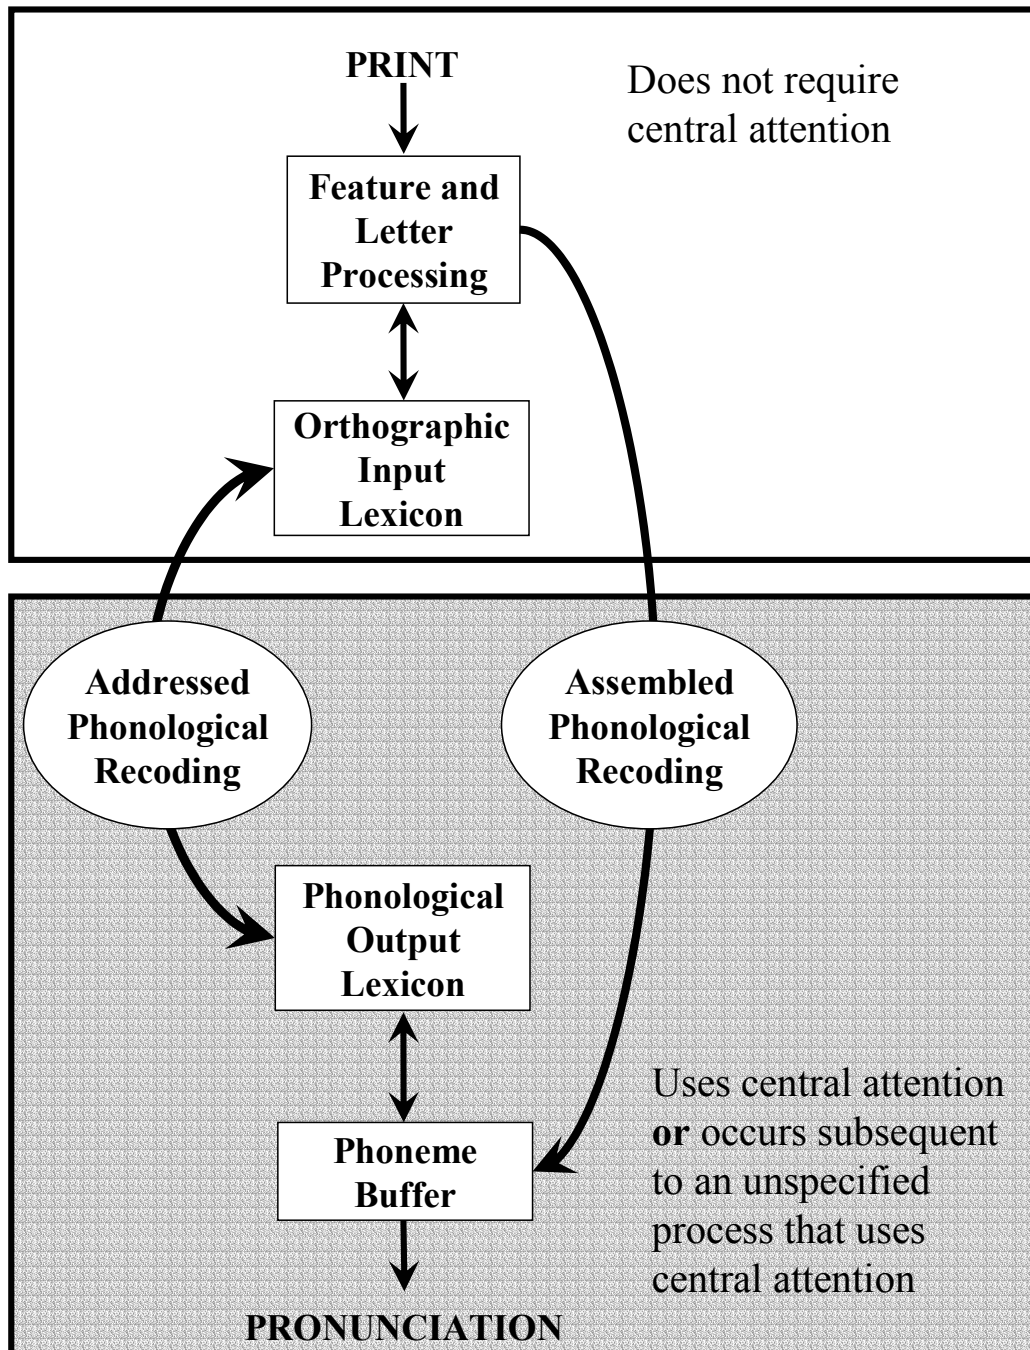 PRINT
Does not require
central attention
Feature and
Letter
Processing
Orthographic
Input
Lexicon
Addressed
Phonological
Recoding
Assembled
Phonological
Recoding
Phonological
Output
Lexicon
Uses central attention
or occurs subsequent
to an unspecified
process that uses
central attention
Phoneme
Buffer
PRONUNCIATION